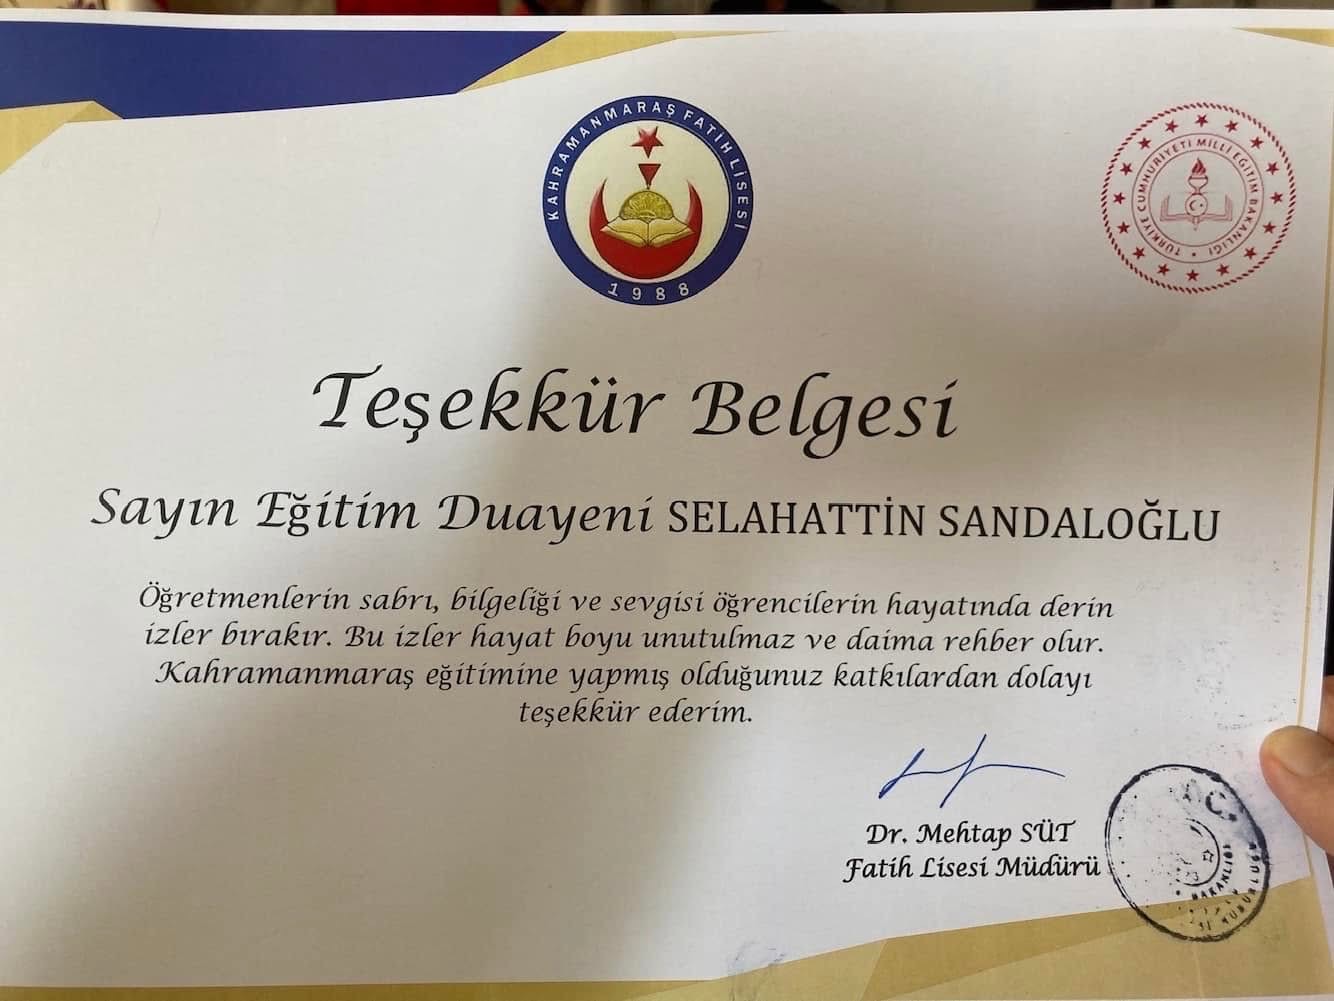 KAHRAMANMARAŞ FATİH LİSESİ
1988
TÜRKİYE CUMHURİYETİ MİLLİ EĞİTİM BAKANLIĞI
Teşekkür Belgesi
Sayın Eğitim Duayeni SELAHATTİN SANDALOĞLU
Öğretmenlerin sabrı, bilgeliği ve sevgisi öğrencilerin hayatında derin
izler bırakır. Bu izler hayat boyu unutulmaz ve daima rehber olur.
Kahramanmaraş eğitimine yapmış olduğunuz katkılardan dolayı
teşekkür ederim.
Dr. Mehtap SÜT
Fatih Lisesi Müdürü
BAKANLIĞI